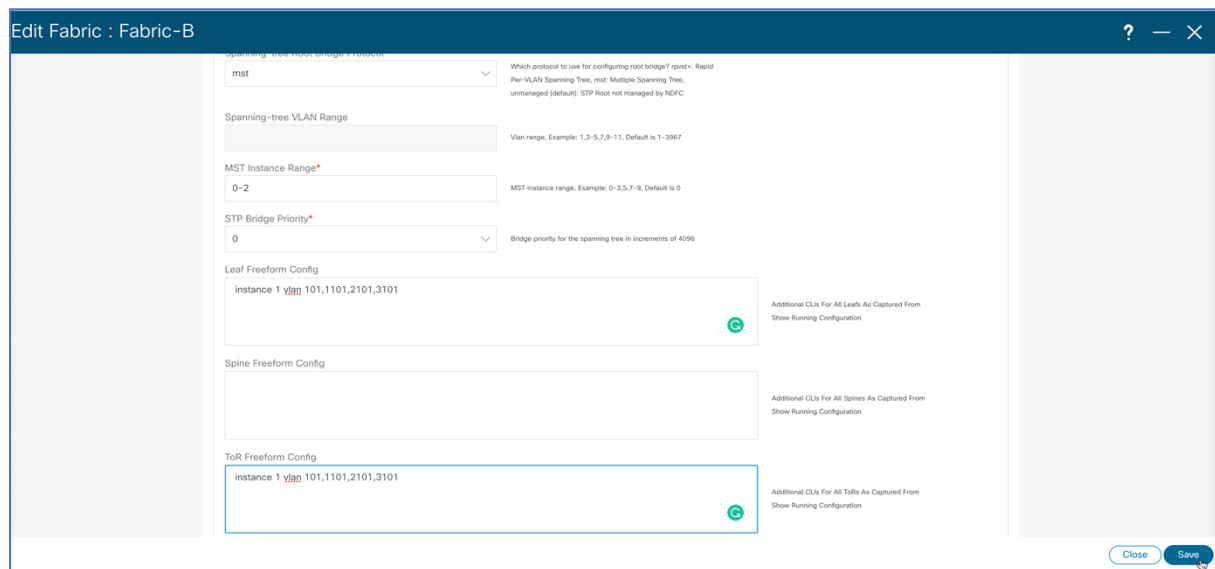 Edit Fabric : Fabric-B
? — ×
Spanning-tree Root Bridge Protocol
mst
Which protocol to use for configuring root bridge? rpvst+: Rapid
Per-VLAN Spanning Tree, mst: Multiple Spanning Tree,
unmanaged (default): STP Root not managed by NDFC
Spanning-tree VLAN Range
Vlan range, Example: 1,3-5,7,9-11, Default is 1-3967
MST Instance Range*
0-2
MST instance range, Example: 0-3,5,7-9, Default is 0
STP Bridge Priority*
0
Bridge priority for the spanning tree in increments of 4096
Leaf Freeform Config
instance 1 vlan 101,1101,2101,3101
Additional CLIs For All Leafs As Captured From
Show Running Configuration
Spine Freeform Config
Additional CLIs For All Spines As Captured From
Show Running Configuration
ToR Freeform Config
instance 1 vlan 101,1101,2101,3101
Additional CLIs For All ToRs As Captured From
Show Running Configuration
Close
Save